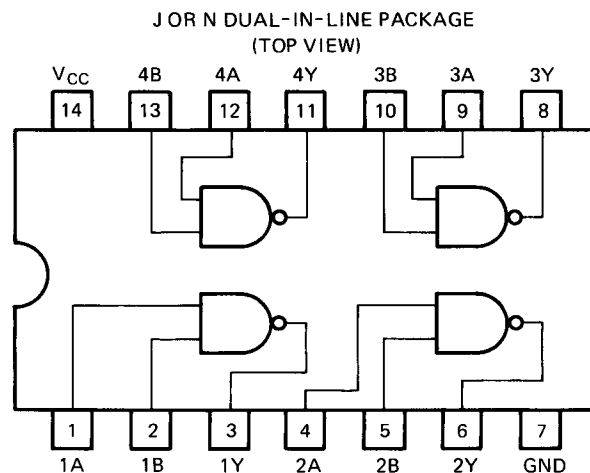 J OR N DUAL-IN-LINE PACKAGE
(TOP VIEW)
VCC 4B 4A 4Y 3B 3A 3Y
14 13 12 11 10 9 8
1 2 3 4 5 6 7
1A 1B 1Y 2A 2B 2Y GND